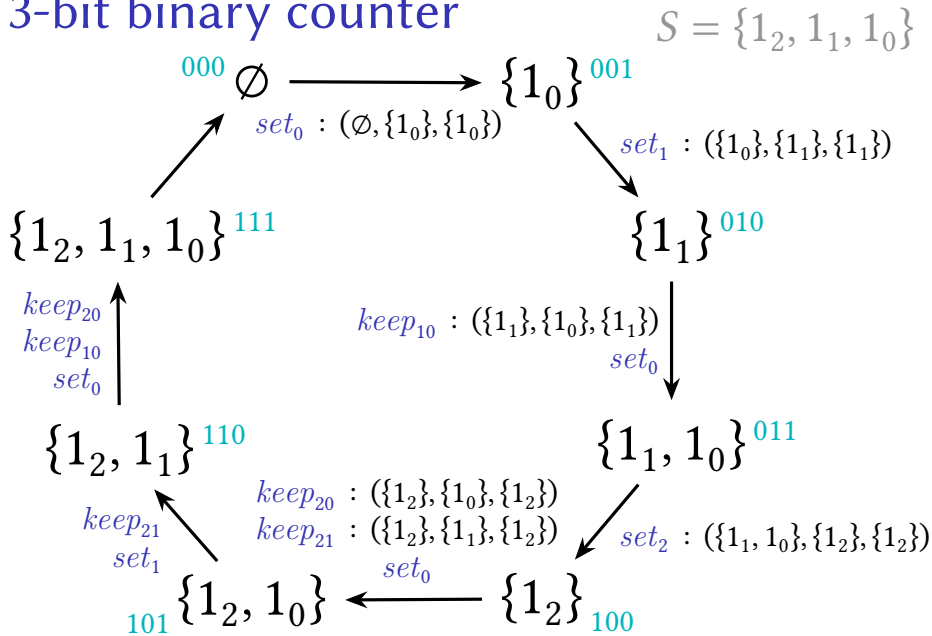 3-bit binary counter
S = {1₂, 1₁, 1₀}
000 ∅
{1₀} 001
set₀ : (∅,{1₀},{1₀})
set₁ : ({1₀},{1₁},{1₁})
{1₂, 1₁, 1₀} 111
{1₁} 010
keep₂₀
keep₁₀
set₀
keep₁₀ : ({1₁},{1₀},{1₁})
set₀
{1₂, 1₁} 110
{1₁, 1₀} 011
keep₂₀ : ({1₂},{1₀},{1₂})
keep₂₁ : ({1₂},{1₁},{1₂})
set₀
keep₂₁
set₁
set₂ : ({1₁, 1₀},{1₂},{1₂})
101 {1₂, 1₀}
{1₂} 100